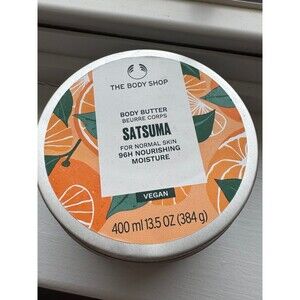 THE BODY SHOP
BODY BUTTER
BEURRE CORPS
SATSUMA
FOR NORMAL SKIN
96H NOURISHING
MOISTURE
VEGAN
400 ml 13.5 OZ (384 g)